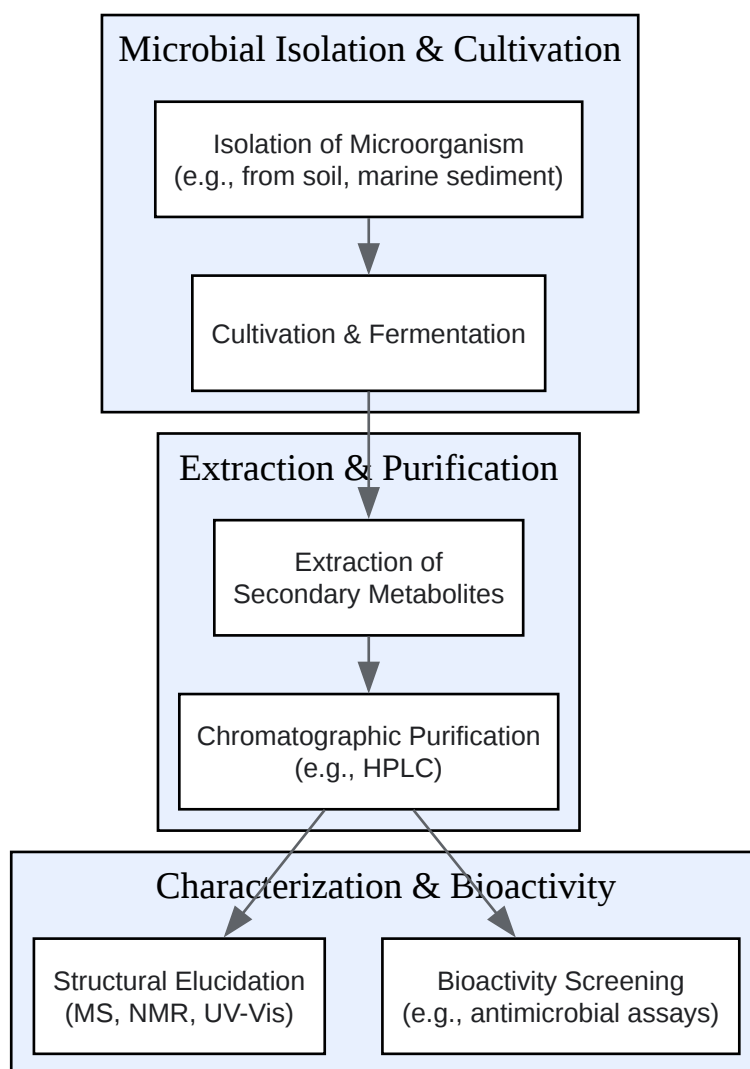 Microbial Isolation & Cultivation
Isolation of Microorganism
(e.g., from soil, marine sediment)
Cultivation & Fermentation
Extraction & Purification
Extraction of
Secondary Metabolites
Chromatographic Purification
(e.g., HPLC)
Characterization & Bioactivity
Structural Elucidation
(MS, NMR, UV-Vis)
Bioactivity Screening
(e.g., antimicrobial assays)